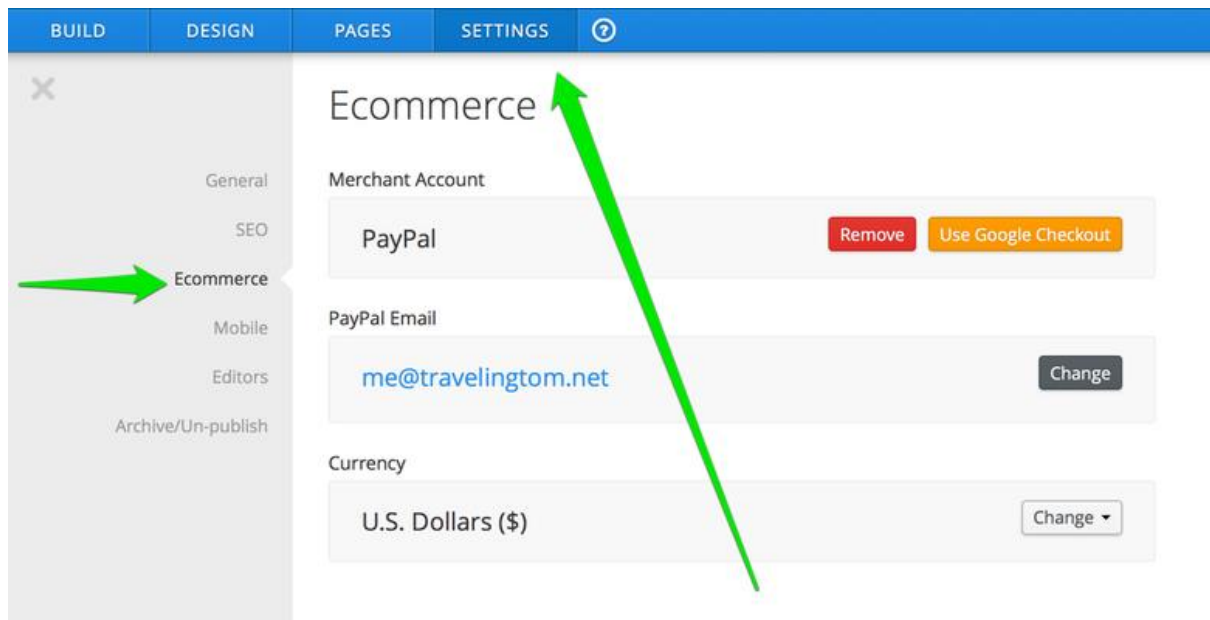 BUILD DESIGN PAGES SETTINGS ?
Ecommerce
General
SEO
Ecommerce
Mobile
Editors
Archive/Un-publish
Merchant Account
PayPal Remove Use Google Checkout
PayPal Email
me@travelingtom.net Change
Currency
U.S. Dollars ($) Change